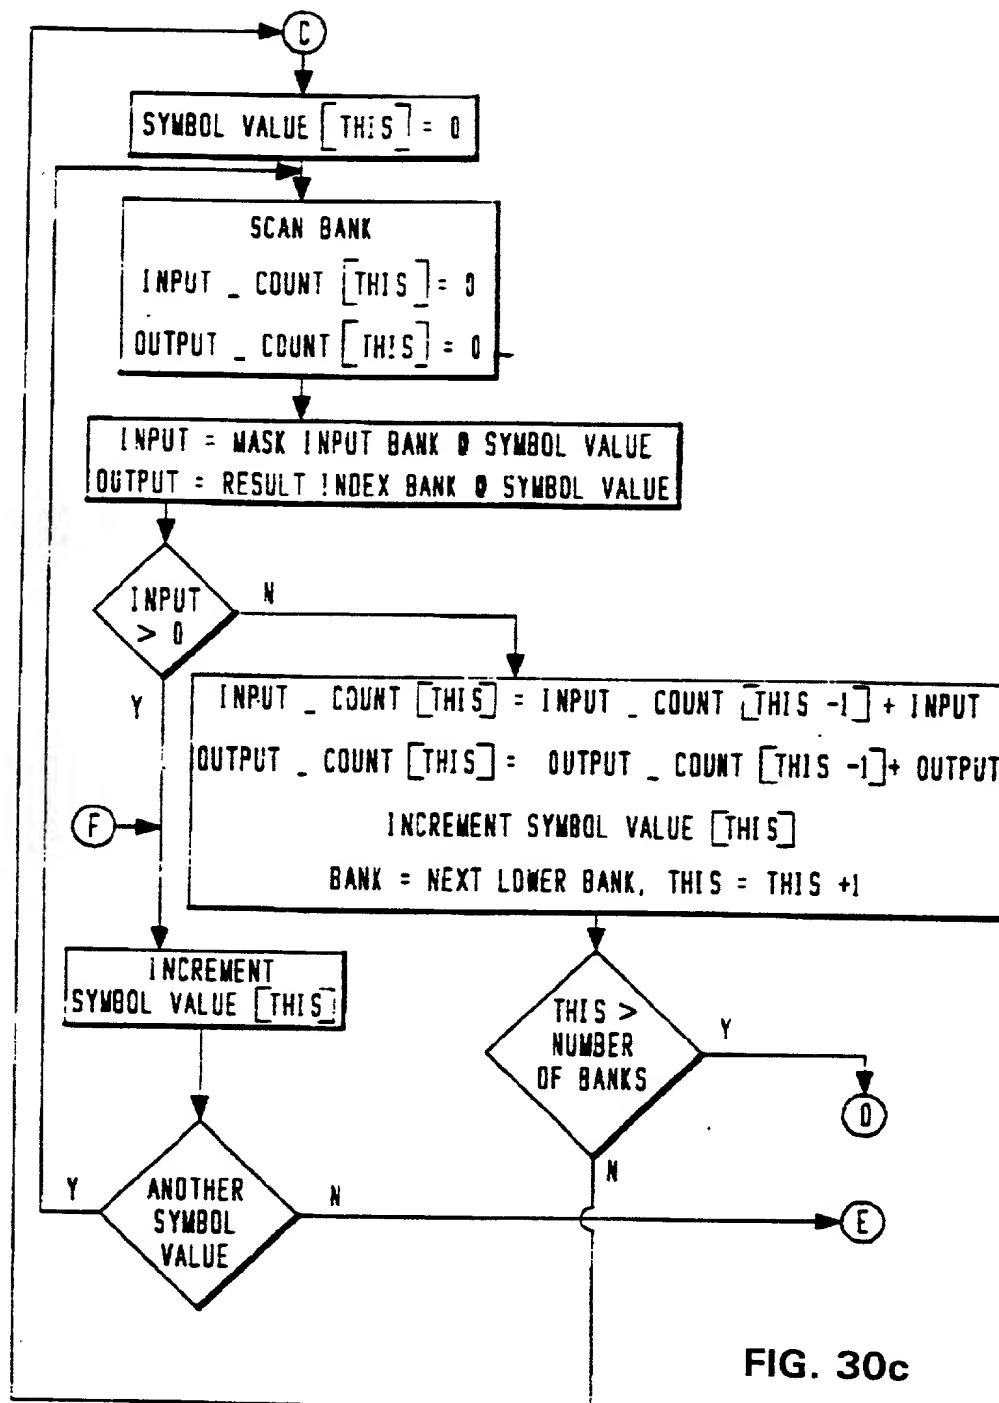 C
SYMBOL VALUE [THIS] = 0
SCAN BANK
INPUT _ COUNT [THIS] = 0
OUTPUT _ COUNT [THIS] = 0
INPUT = MASK INPUT BANK @ SYMBOL VALUE
OUTPUT = RESULT INDEX BANK @ SYMBOL VALUE
INPUT
> 0
N
Y
INPUT _ COUNT [THIS] = INPUT _ COUNT [THIS -1] + INPUT
OUTPUT _ COUNT [THIS] = OUTPUT _ COUNT [THIS -1] + OUTPUT
INCREMENT SYMBOL VALUE [THIS]
BANK = NEXT LOWER BANK, THIS = THIS +1
F
INCREMENT
SYMBOL VALUE [THIS]
THIS >
NUMBER
OF BANKS
Y
D
N
ANOTHER
SYMBOL
VALUE
Y
N
E
FIG. 30c